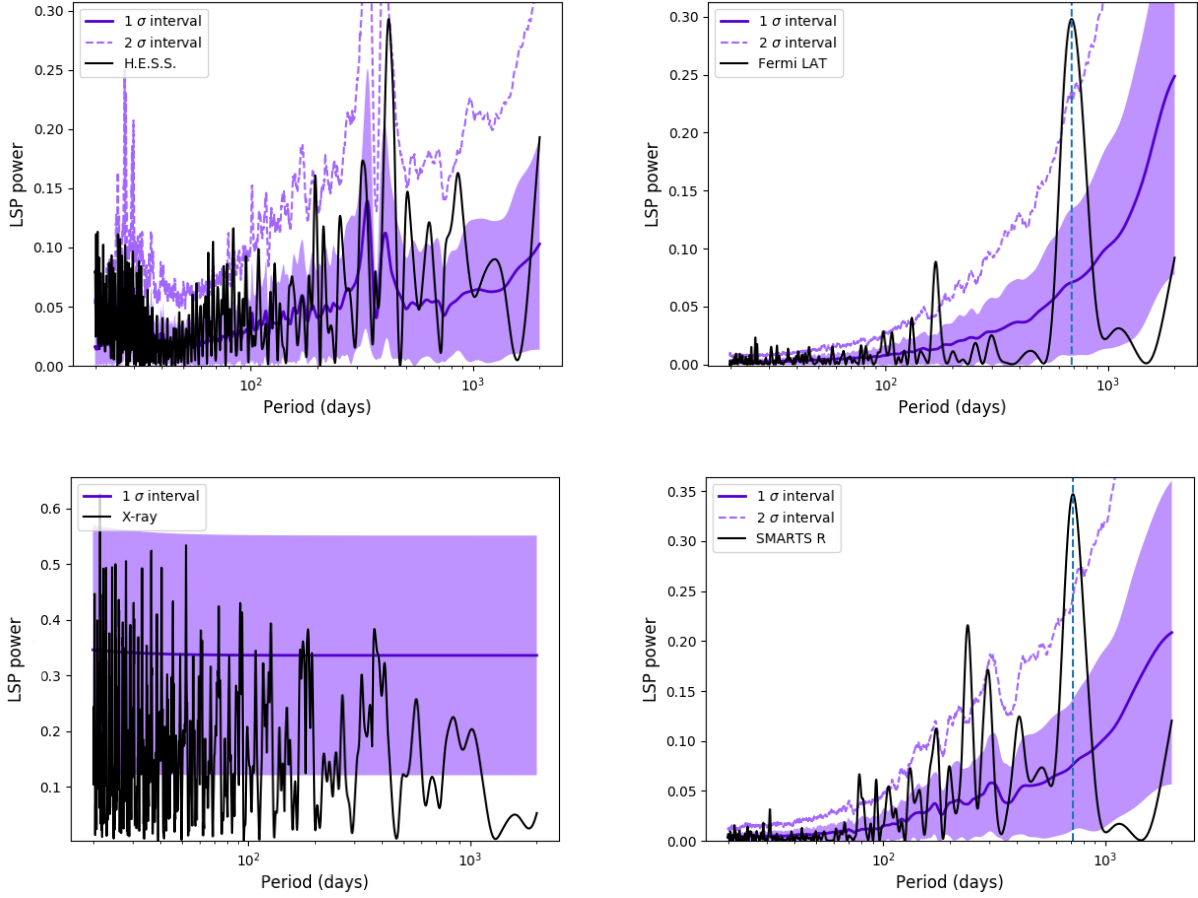 1 σ interval
2 σ interval
H.E.S.S.
LSP power
0.30
0.25
0.20
0.15
0.10
0.05
0.00
10²
10³
Period (days)
1 σ interval
2 σ interval
Fermi LAT
LSP power
0.30
0.25
0.20
0.15
0.10
0.05
0.00
10²
10³
Period (days)
1 σ interval
X-ray
LSP power
0.6
0.5
0.4
0.3
0.2
0.1
10²
10³
Period (days)
1 σ interval
2 σ interval
SMARTS R
LSP power
0.35
0.30
0.25
0.20
0.15
0.10
0.05
0.00
10²
10³
Period (days)